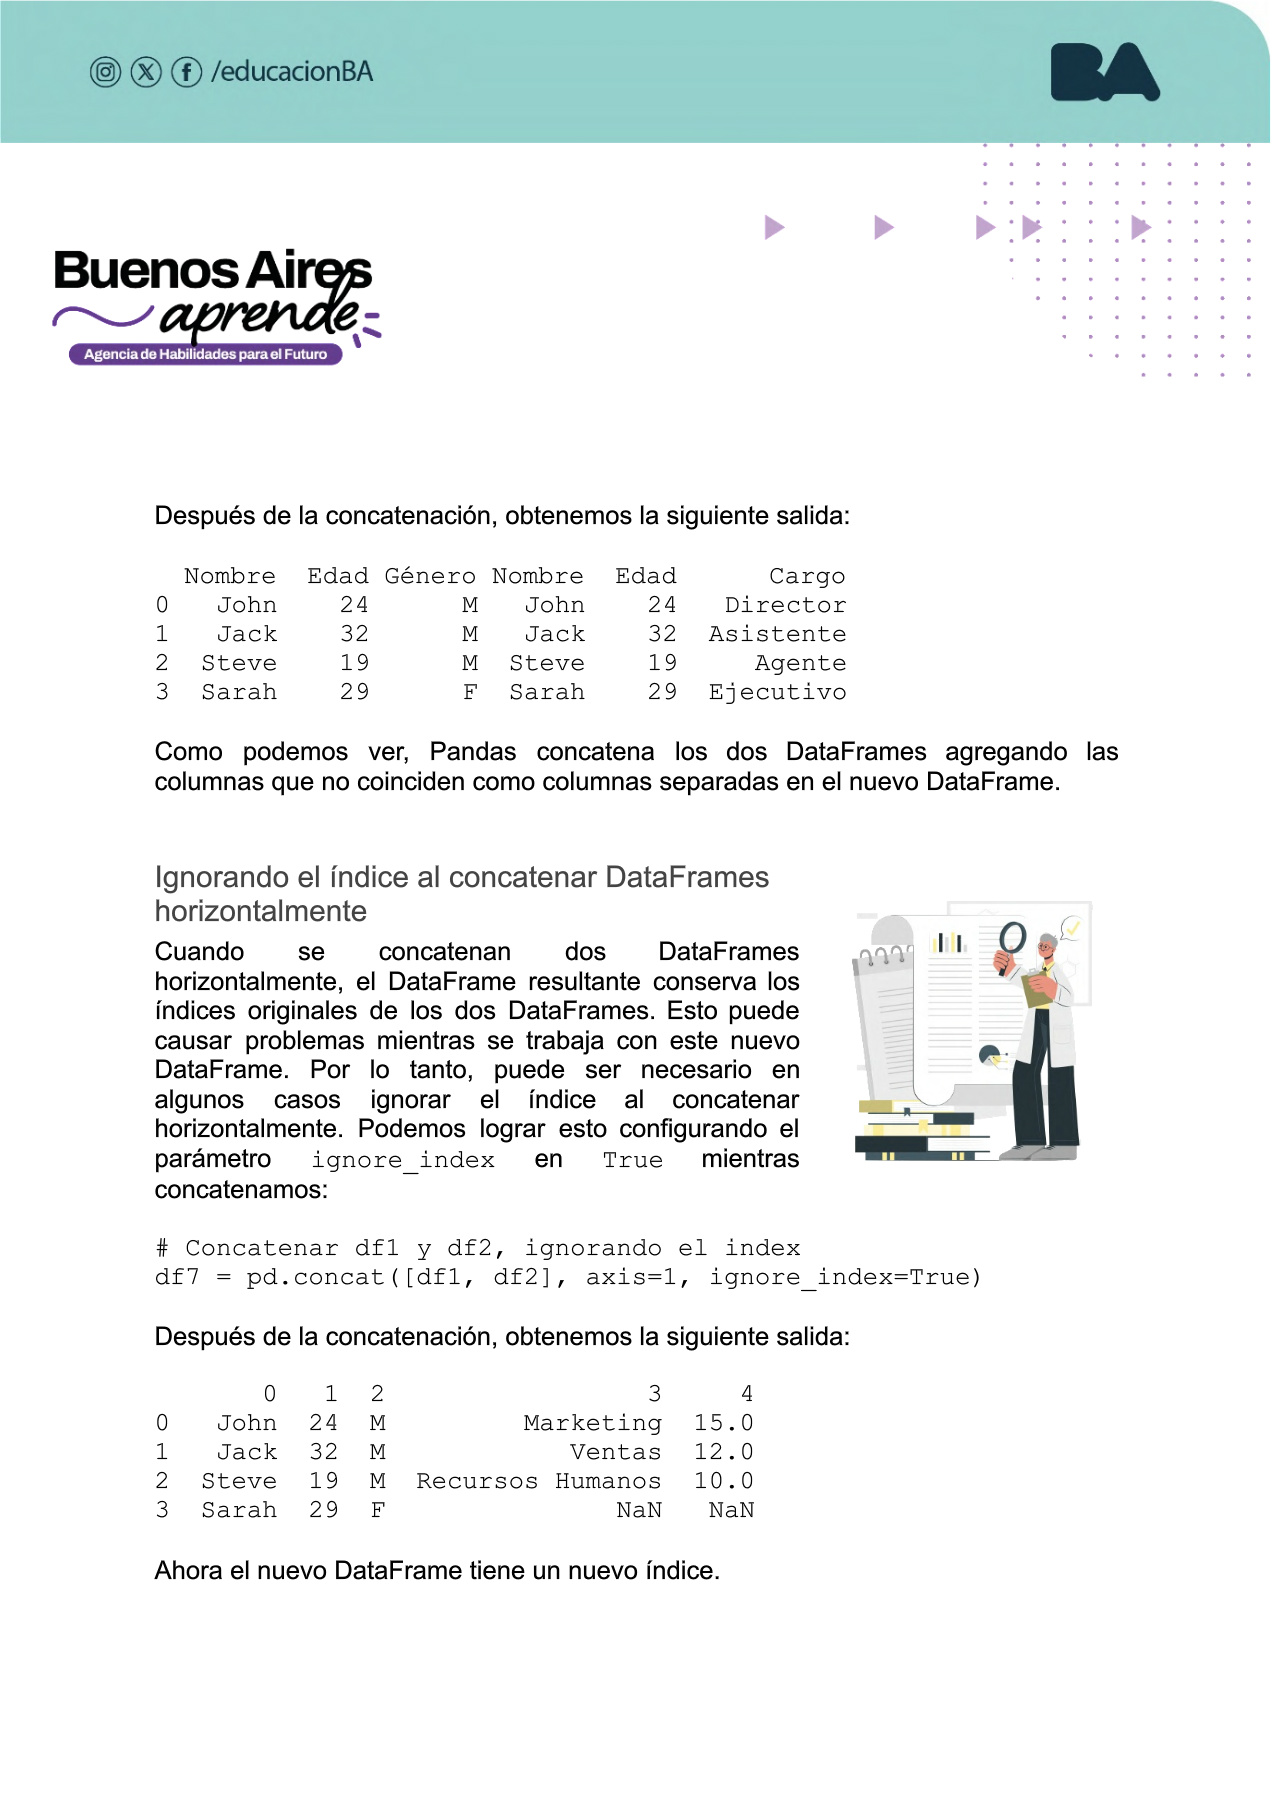 /educacionBA
BA
Buenos Aires
aprende
Agencia de Habilidades para el Futuro
Después de la concatenación, obtenemos la siguiente salida:
  Nombre  Edad Género Nombre  Edad      Cargo
0   John    24      M   John    24   Director
1   Jack    32      M   Jack    32  Asistente
2  Steve    19      M  Steve    19     Agente
3  Sarah    29      F  Sarah    29  Ejecutivo
Como podemos ver, Pandas concatena los dos DataFrames agregando las
columnas que no coinciden como columnas separadas en el nuevo DataFrame.
Ignorando el índice al concatenar DataFrames
horizontalmente
Cuando se concatenan dos DataFrames
horizontalmente, el DataFrame resultante conserva los
índices originales de los dos DataFrames. Esto puede
causar problemas mientras se trabaja con este nuevo
DataFrame. Por lo tanto, puede ser necesario en
algunos casos ignorar el índice al concatenar
horizontalmente. Podemos lograr esto configurando el
parámetro ignore_index en True mientras
concatenamos:
# Concatenar df1 y df2, ignorando el index
df7 = pd.concat([df1, df2], axis=1, ignore_index=True)
Después de la concatenación, obtenemos la siguiente salida:
       0   1  2                 3     4
0   John  24  M         Marketing  15.0
1   Jack  32  M            Ventas  12.0
2  Steve  19  M  Recursos Humanos  10.0
3  Sarah  29  F               NaN   NaN
Ahora el nuevo DataFrame tiene un nuevo índice.